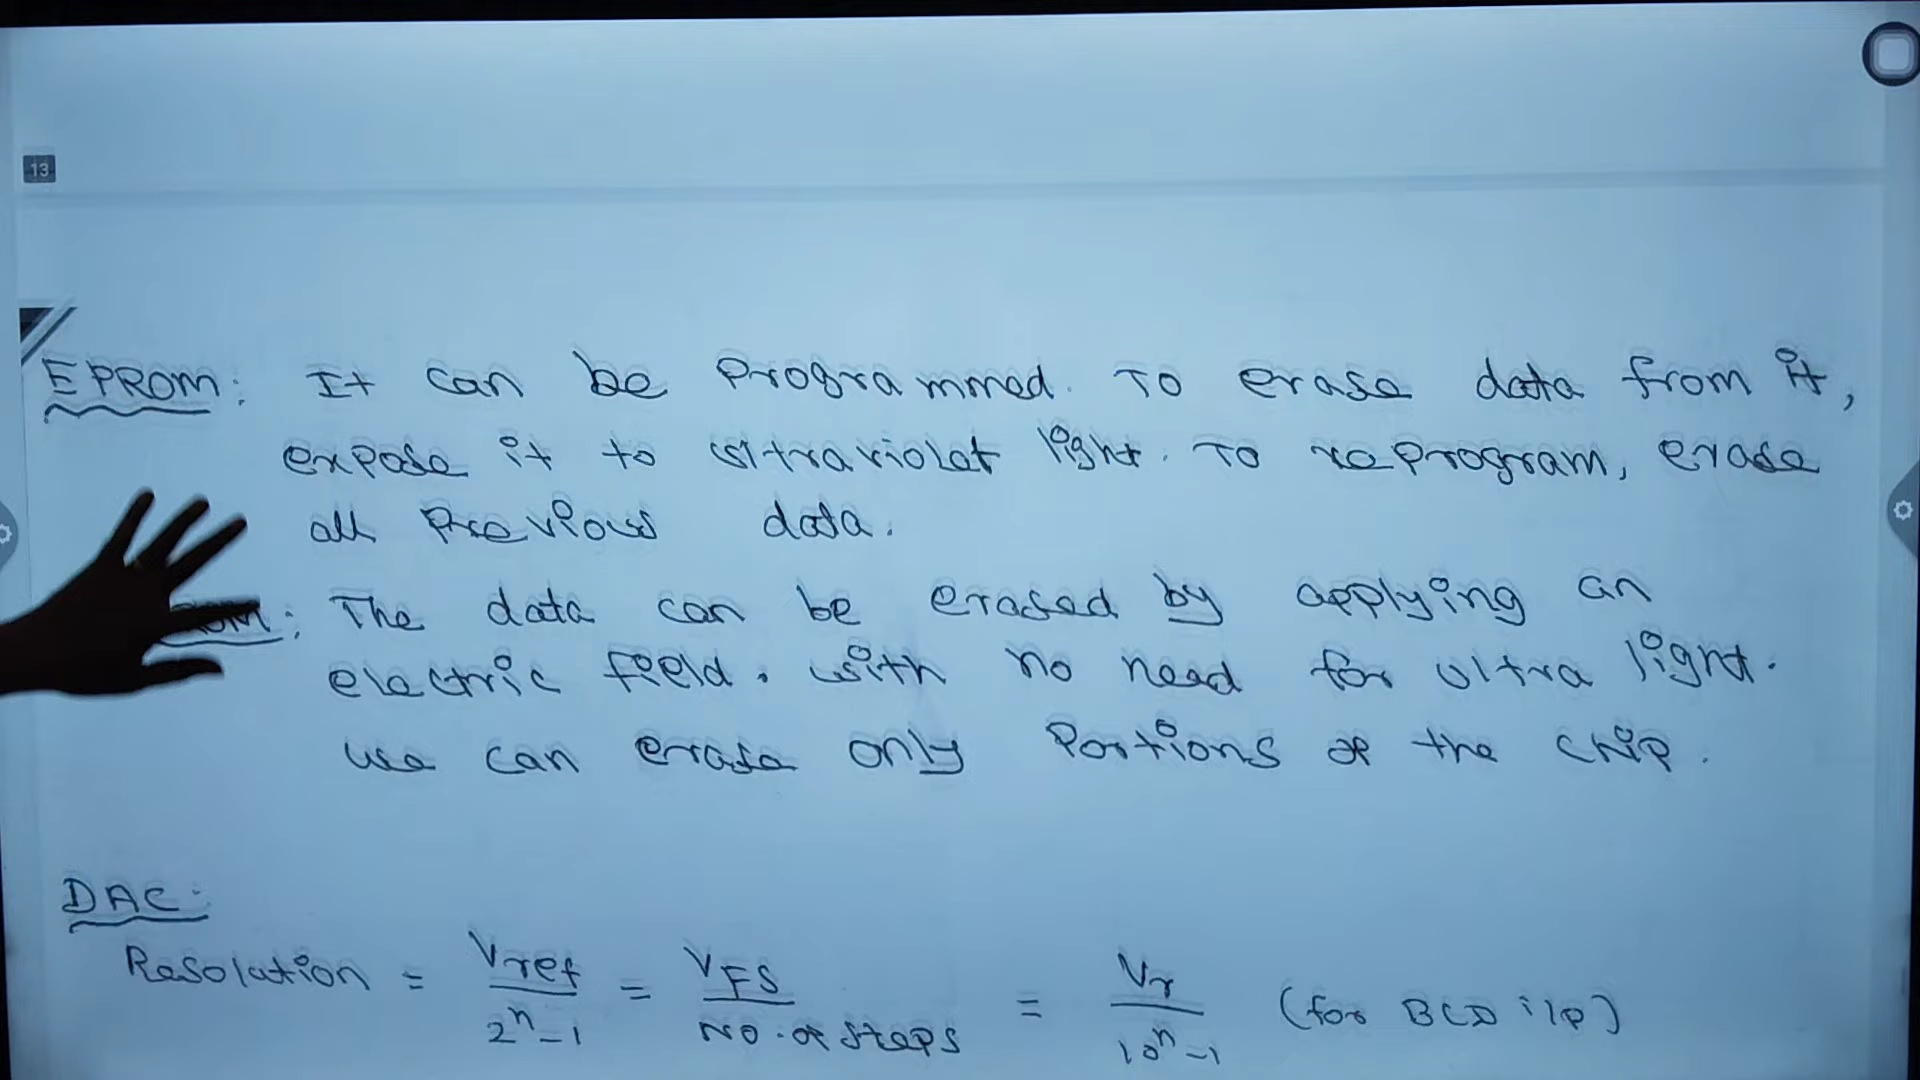 13
EPROM: It can be Programmed. To erase data from it,
expose it to ultraviolet light. To reprogram, erase
all Previous data.
ROM: The data can be erased by applying an
electric field. with no need for ultra light.
we can erase only Portions of the chip.
DAC:
Resolution = Vref / 2^n-1 = VFS / No. of steps = Vr / 10^n-1 (for BCD i/p)